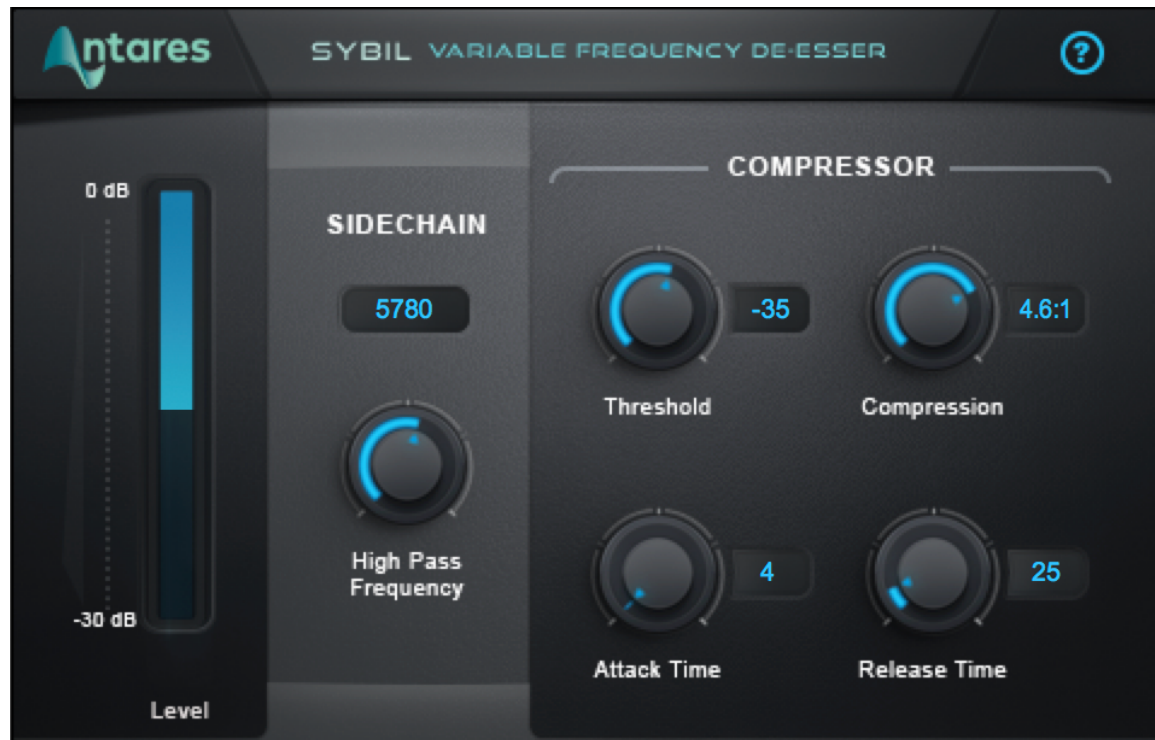 Antares
SYBIL VARIABLE FREQUENCY DE-ESSER
?
0 dB
-30 dB
Level
SIDECHAIN
5780
High Pass
Frequency
COMPRESSOR
-35
Threshold
4.6:1
Compression
4
Attack Time
25
Release Time